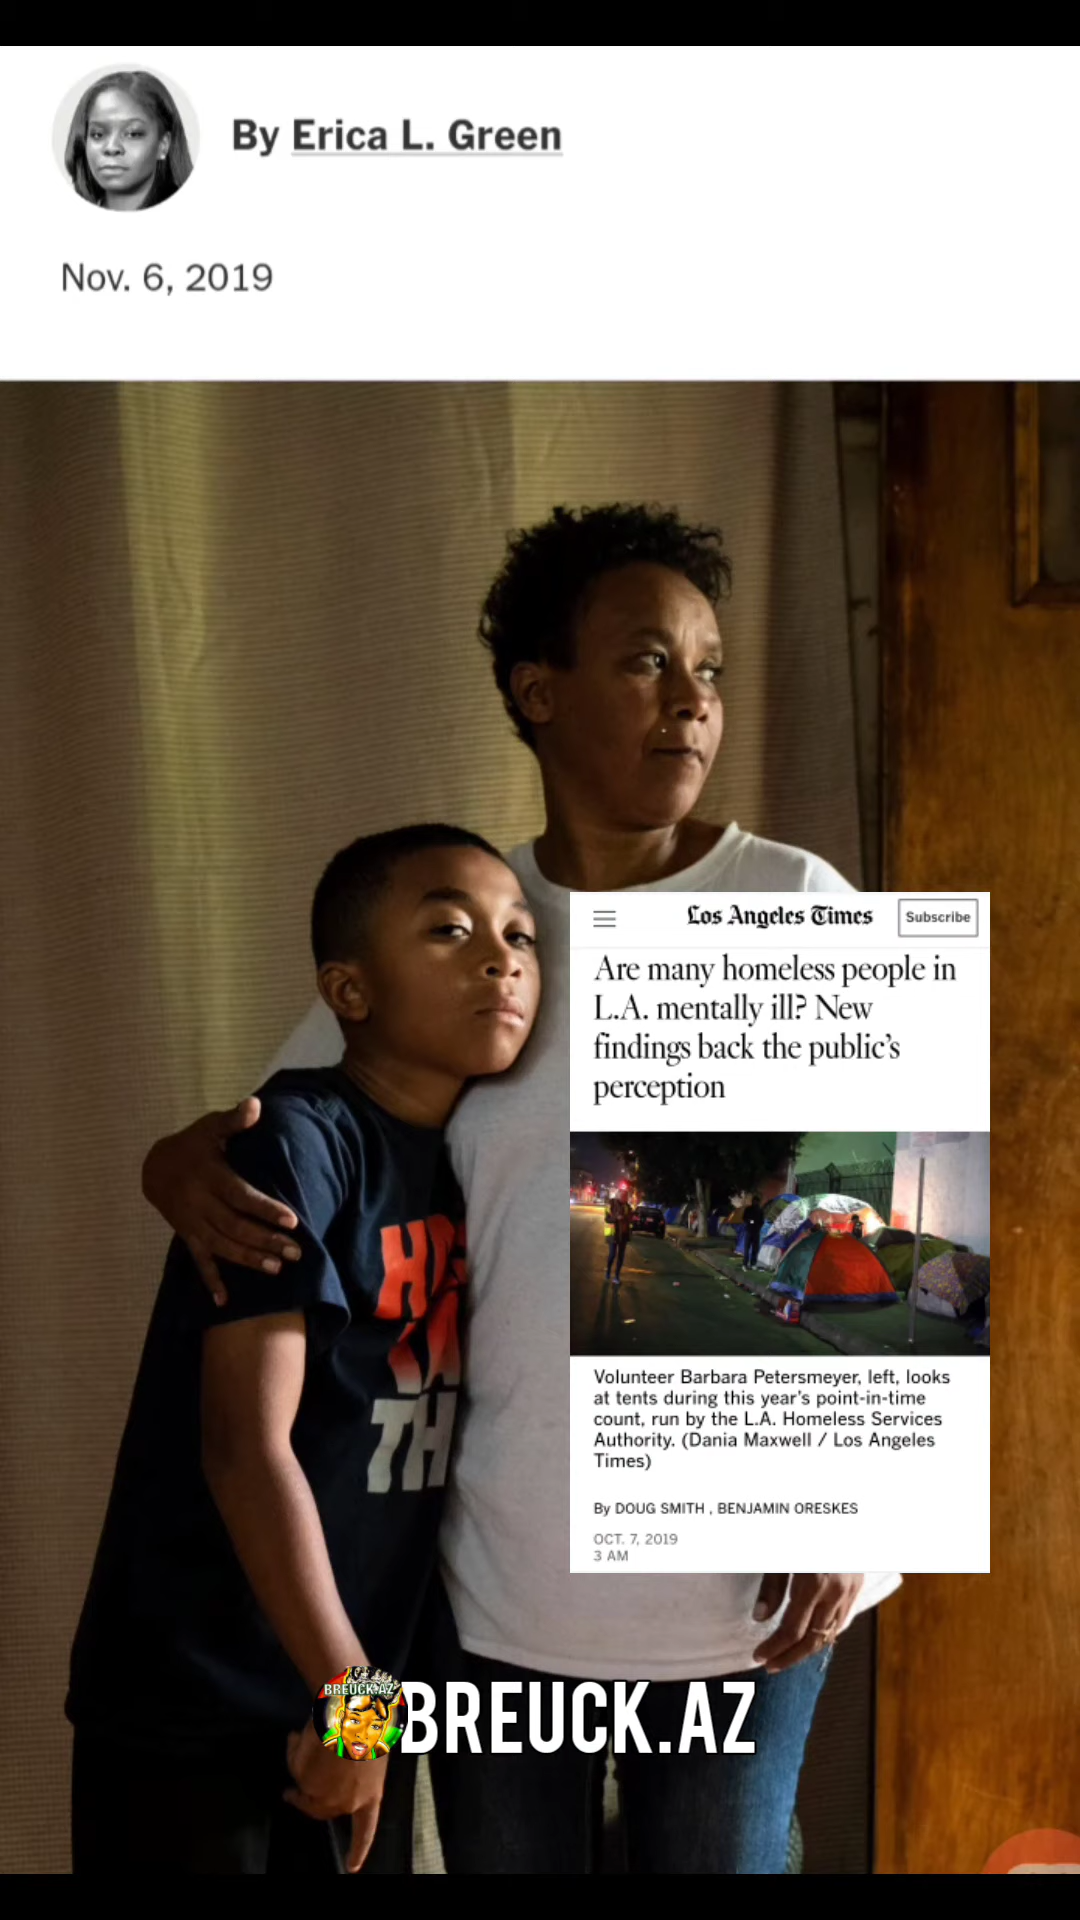 By Erica L. Green
Nov. 6, 2019
Los Angeles Times
Subscribe
Are many homeless people in
L.A. mentally ill? New
findings back the public's
perception
Volunteer Barbara Petersmeyer, left, looks
at tents during this year's point-in-time
count, run by the L.A. Homeless Services
Authority. (Dania Maxwell / Los Angeles
Times)
By DOUG SMITH , BENJAMIN ORESKES
OCT. 7, 2019
3 AM
BREUCK.AZ
BREUCK.AZ